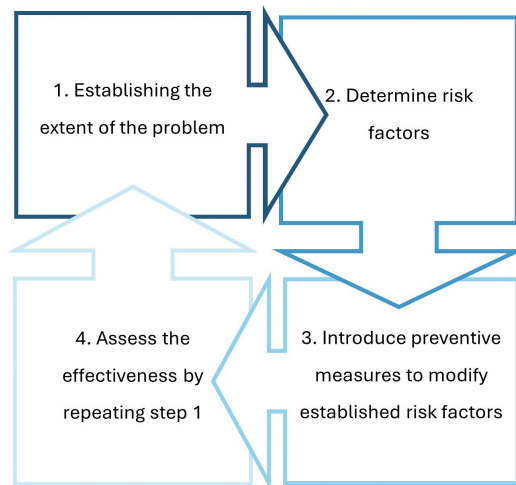 1. Establishing the
extent of the problem
2. Determine risk
factors
3. Introduce preventive
measures to modify
established risk factors
4. Assess the
effectiveness by
repeating step 1